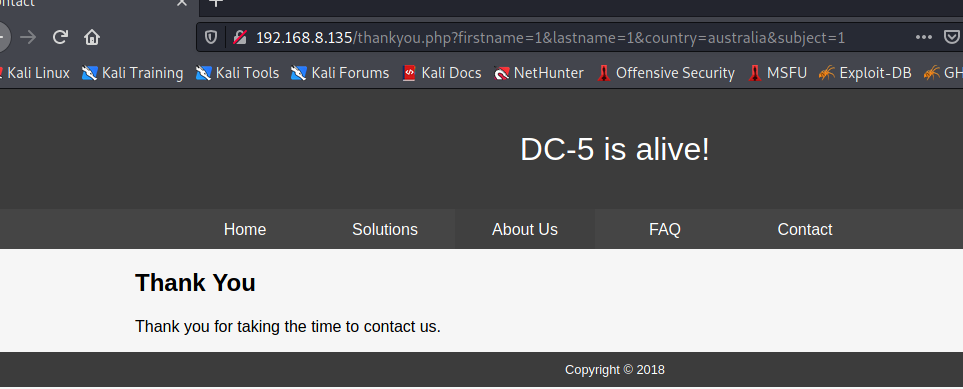 ontact
192.168.8.135/thankyou.php?firstname=1&lastname=1&country=australia&subject=1
Kali Linux Kali Training Kali Tools Kali Forums Kali Docs NetHunter Offensive Security MSFU Exploit-DB GH
DC-5 is alive!
Home Solutions About Us FAQ Contact
Thank You
Thank you for taking the time to contact us.
Copyright © 2018